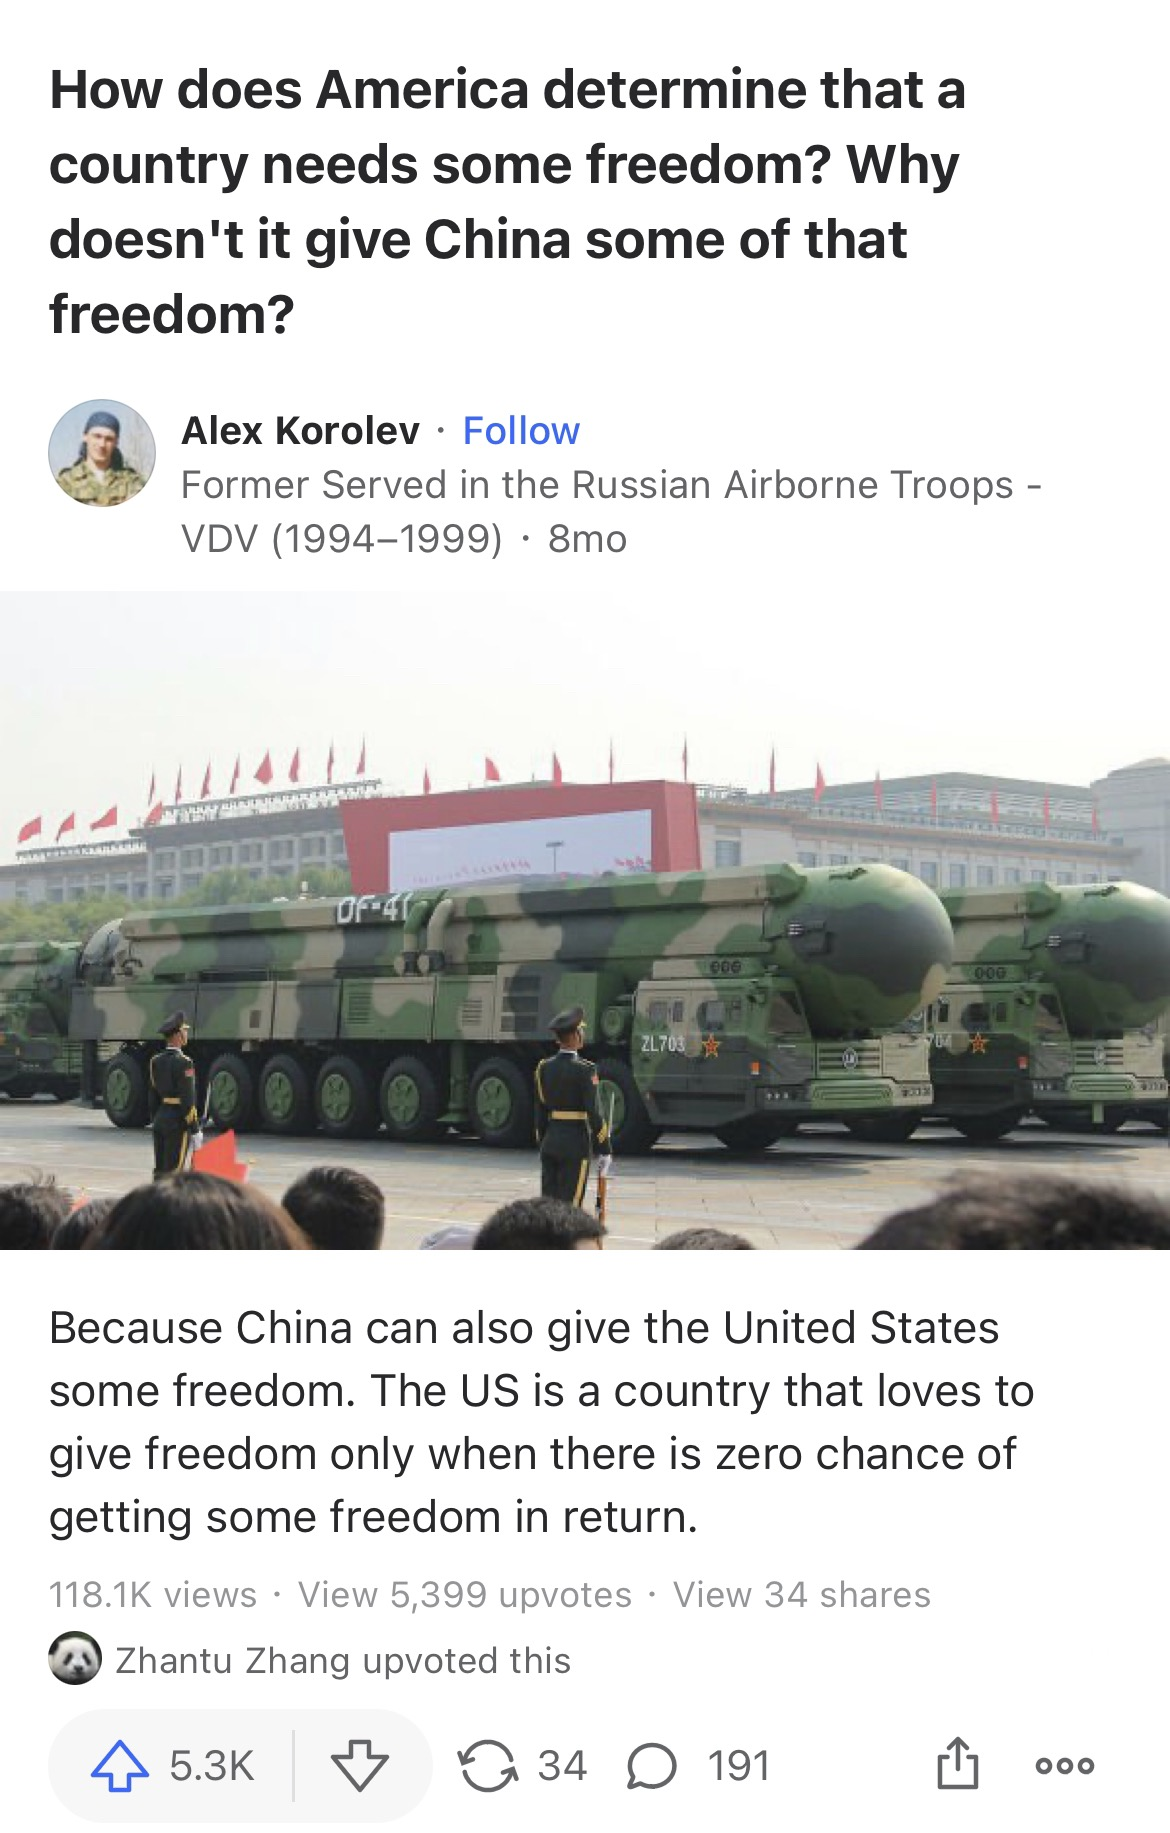 How does America determine that a
country needs some freedom? Why
doesn't it give China some of that
freedom?
Alex Korolev · Follow
Former Served in the Russian Airborne Troops -
VDV (1994–1999) · 8mo
DF-41
ZL703
704
Because China can also give the United States
some freedom. The US is a country that loves to
give freedom only when there is zero chance of
getting some freedom in return.
118.1K views · View 5,399 upvotes · View 34 shares
Zhantu Zhang upvoted this
5.3K
34
191